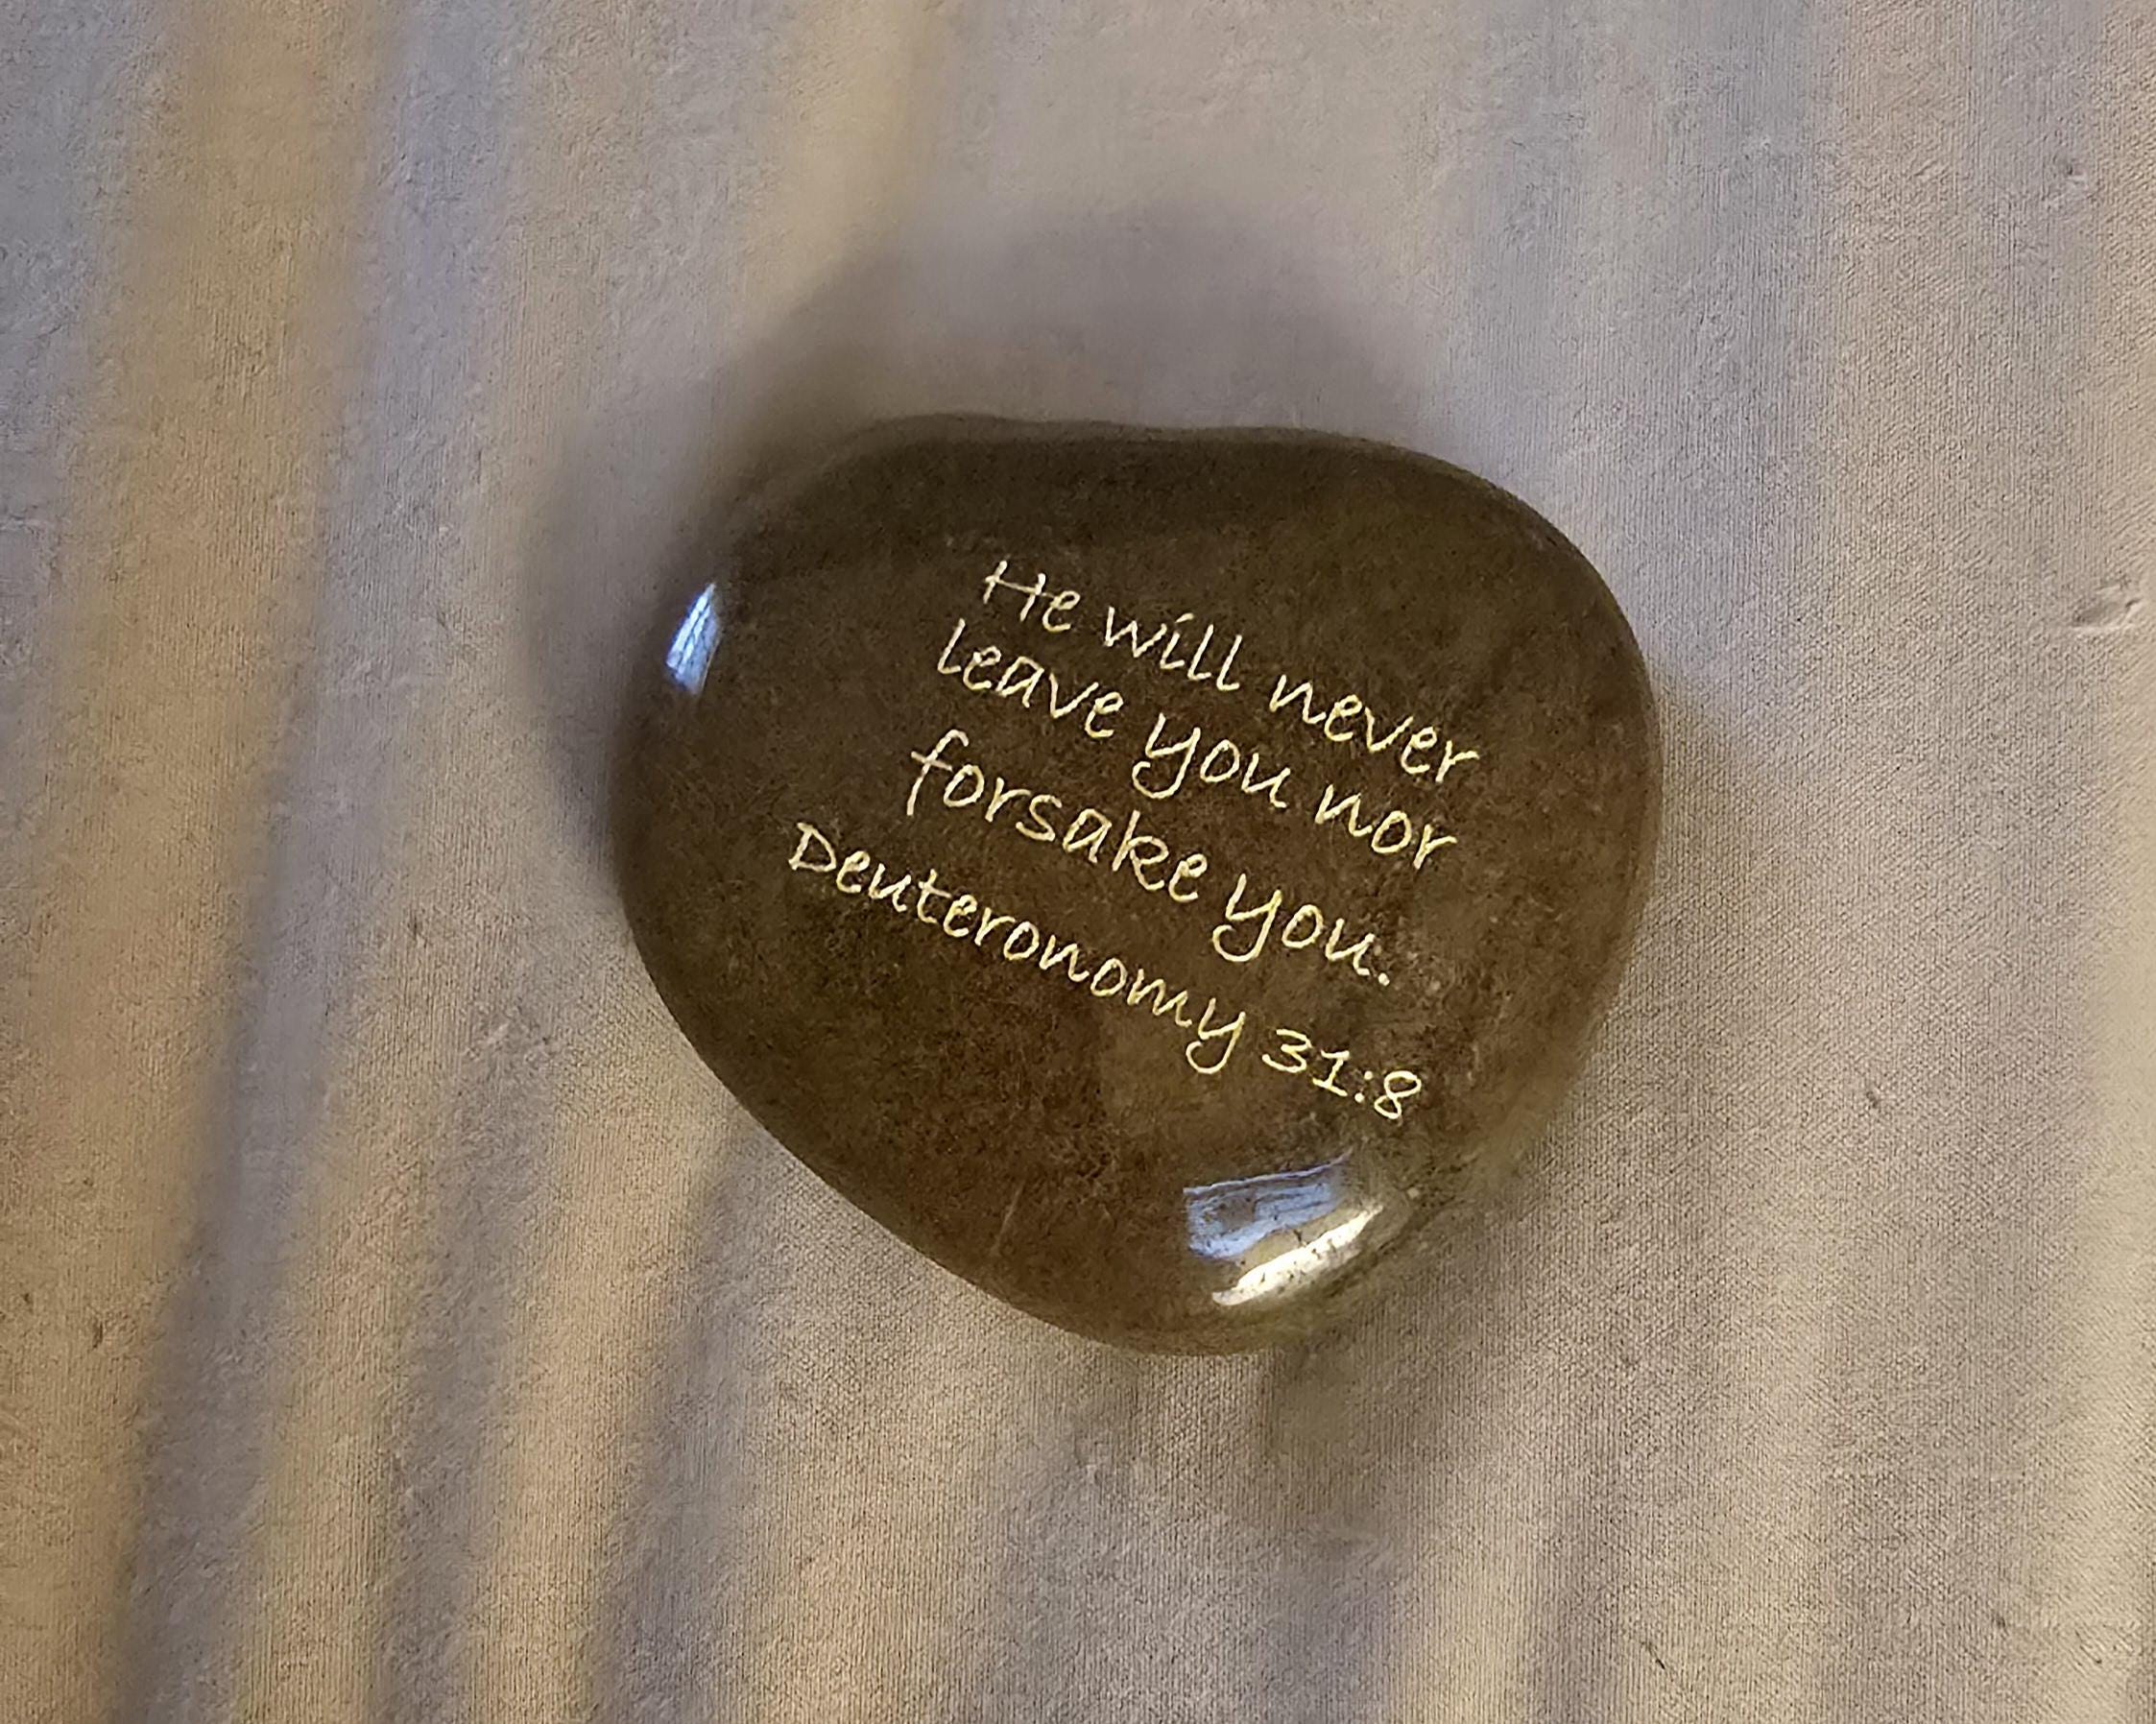 He will never
leave you nor
forsake you.
Deuteronomy 31:8